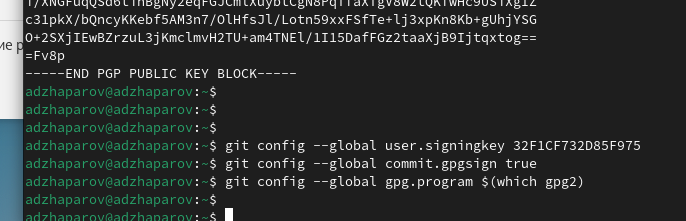 c31pkX/bQncyKKebf5AM3n7/OlHfsJl/Lotn59xxFSfTe+lj3xpKn8Kb+gUhjYSG
O+2SXjIEwBZrzuL3jKmclmvH2TU+am4TNEl/1I15DafFGz2taaXjB9Ijtqxtog==
=Fv8p
-----END PGP PUBLIC KEY BLOCK-----
adzhaparov@adzhaparov:~$
adzhaparov@adzhaparov:~$
adzhaparov@adzhaparov:~$
adzhaparov@adzhaparov:~$ git config --global user.signingkey 32F1CF732D85F975
adzhaparov@adzhaparov:~$ git config --global commit.gpgsign true
adzhaparov@adzhaparov:~$ git config --global gpg.program $(which gpg2)
adzhaparov@adzhaparov:~$
adzhaparov@adzhaparov:~$